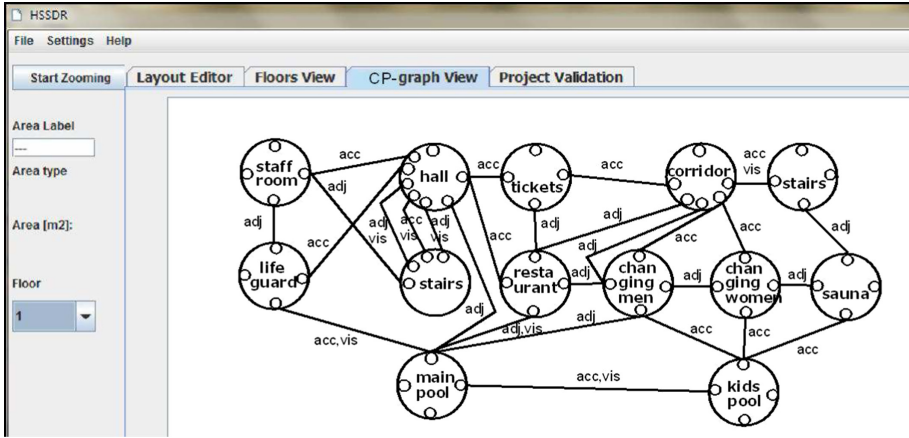 HSSDR
File Settings Help
Start Zooming
Layout Editor
Floors View
CP-graph View
Project Validation
Area Label
---
Area type
Area [m2]:
Floor
1
staff
room
acc
adj
hall
acc
tickets
acc
corridor
acc
vis
stairs
adj
acc
adj
vis
acc
vis
adj
vis
acc
adj
adj
adj
acc
acc
adj
life
guard
stairs
resta
urant
adj
chan
ging
men
adj
chan
ging
women
adj
sauna
acc,vis
adj
adj,vis
adj
acc
acc
acc
main
pool
acc,vis
kids
pool